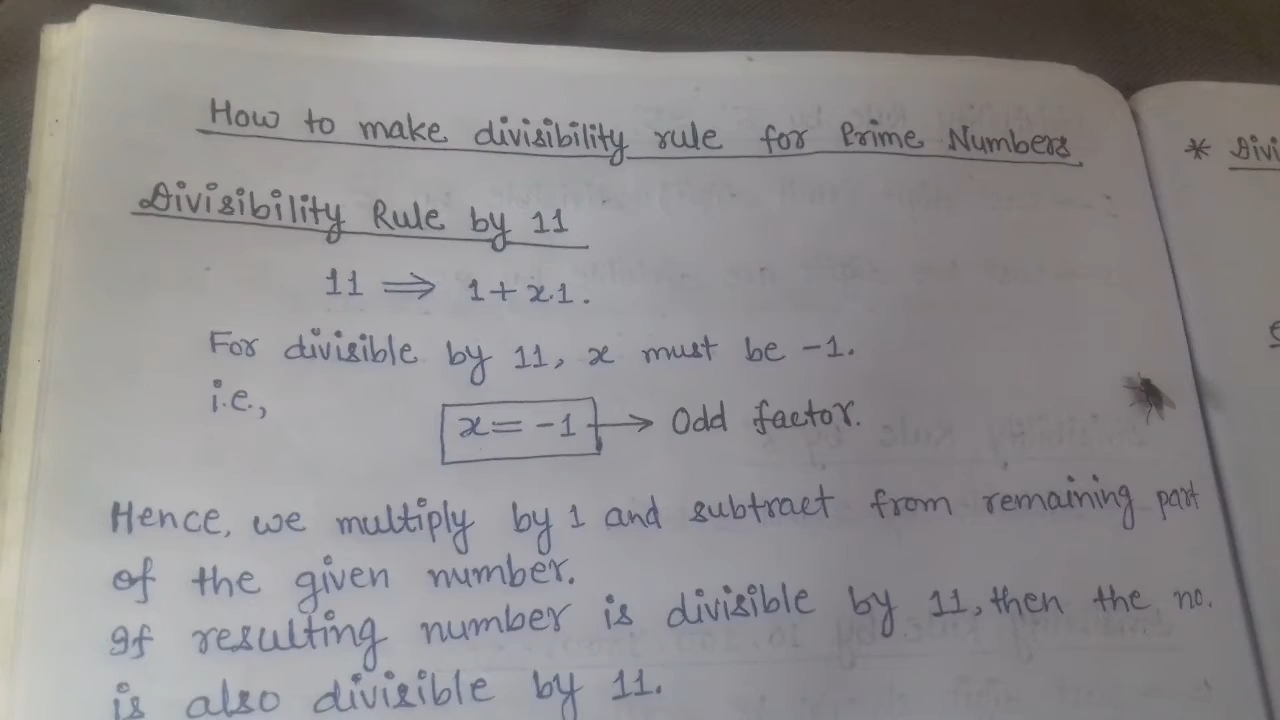 How to make divisibility rule for Prime Numbers
Divisibility Rule by 11
11 ⟹ 1+x.1.
For divisible by 11, x must be -1.
i.e.,
x=-1 → Odd factor.
Hence, we multiply by 1 and subtract from remaining part
of the given number.
If resulting number is divisible by 11, then the no.
is also divisible by 11.
*